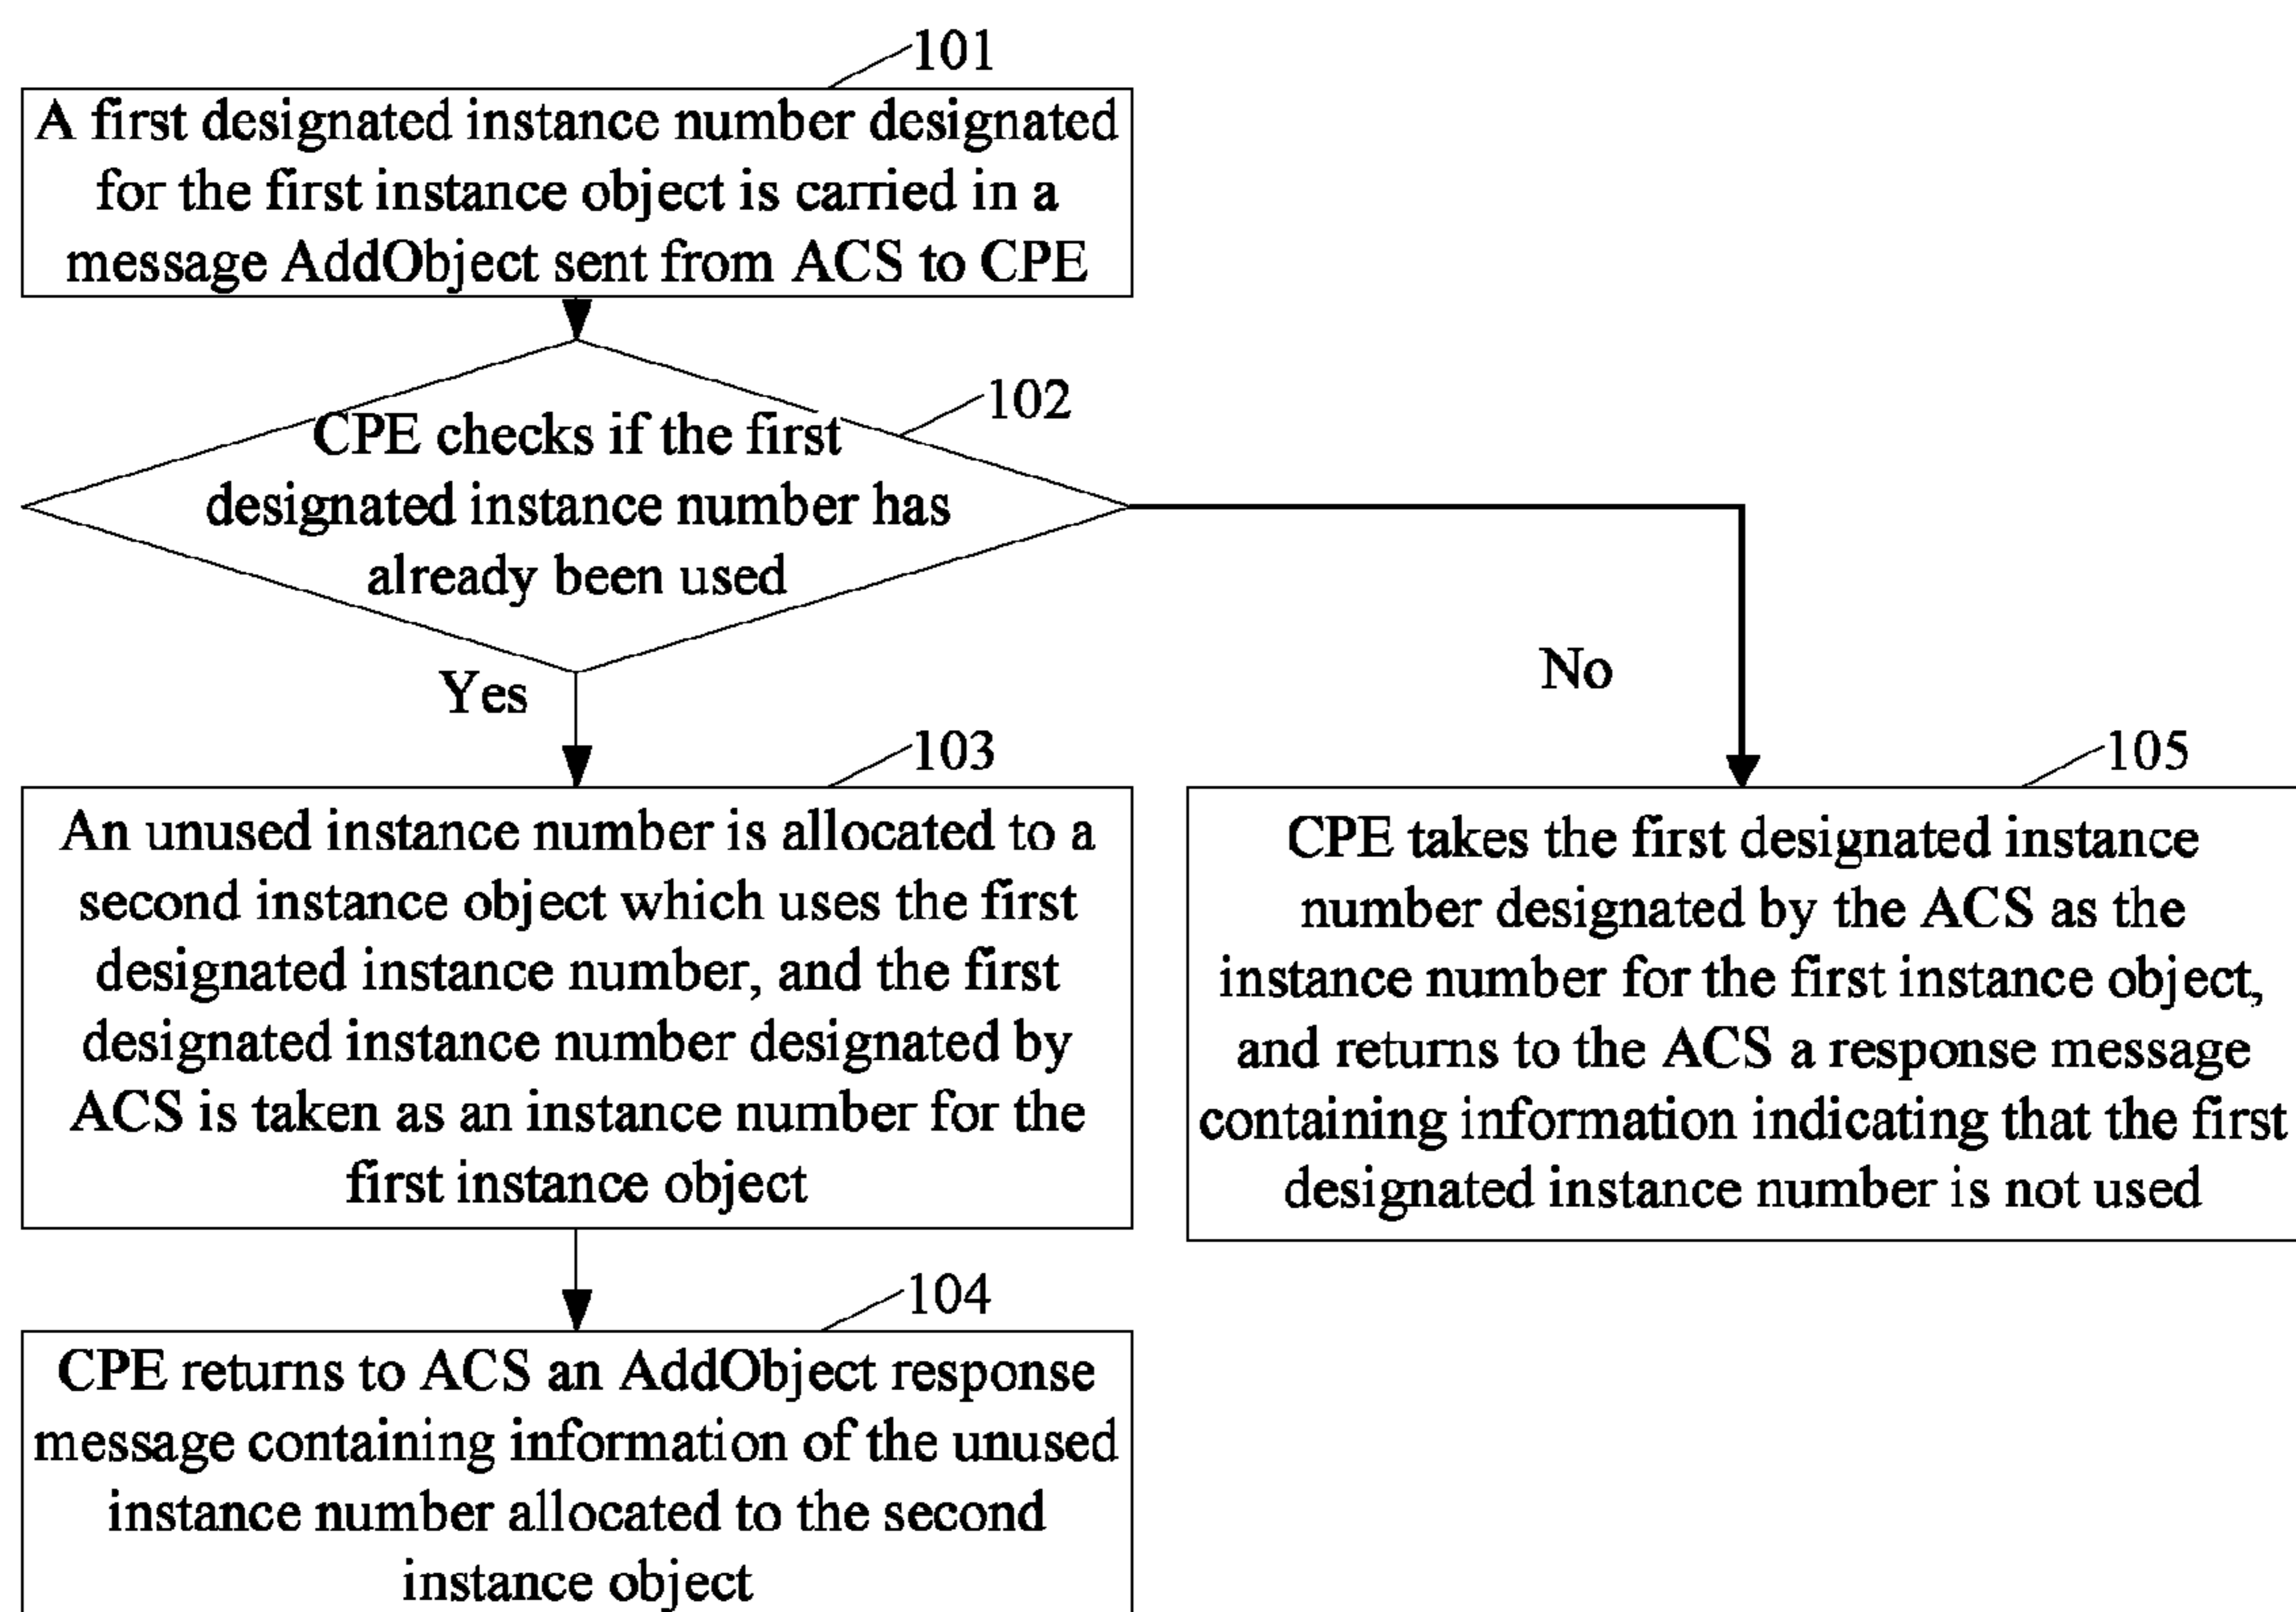 101
A first designated instance number designated
for the first instance object is carried in a
message AddObject sent from ACS to CPE
102
CPE checks if the first
designated instance number has
already been used
Yes
No
103
An unused instance number is allocated to a
second instance object which uses the first
designated instance number, and the first
designated instance number designated by
ACS is taken as an instance number for the
first instance object
105
CPE takes the first designated instance
number designated by the ACS as the
instance number for the first instance object,
and returns to the ACS a response message
containing information indicating that the first
designated instance number is not used
104
CPE returns to ACS an AddObject response
message containing information of the unused
instance number allocated to the second
instance object